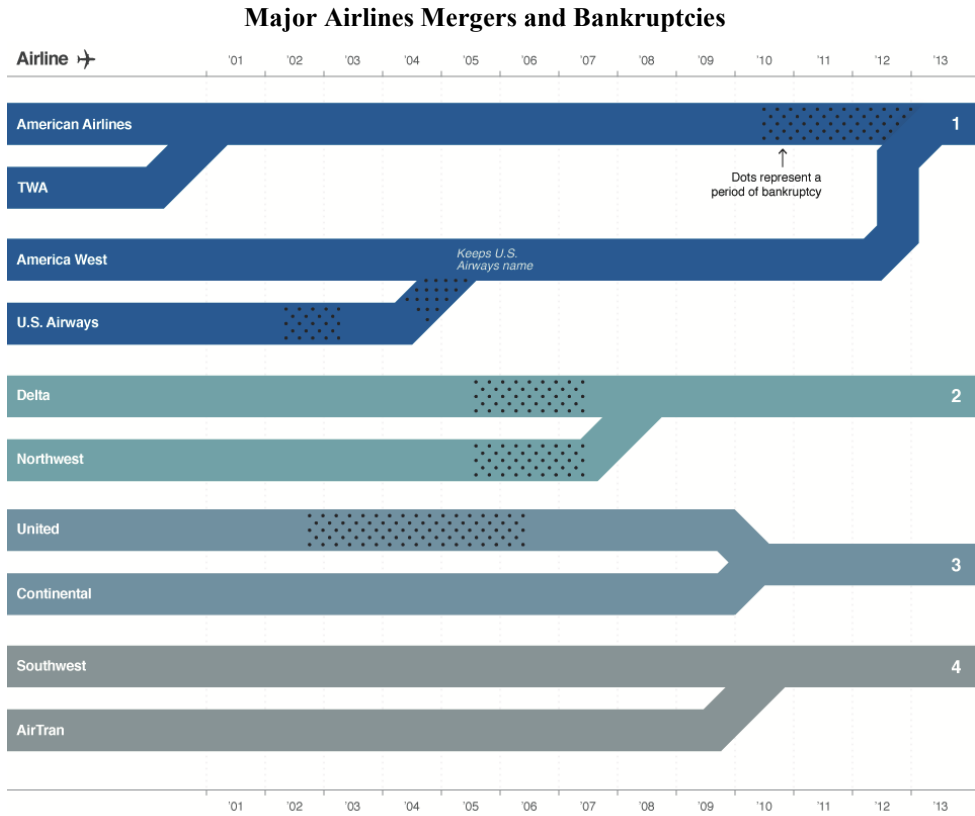 Major Airlines Mergers and Bankruptcies
Airline '01 '02 '03 '04 '05 '06 '07 '08 '09 '10 '11 '12 '13
American Airlines 1
Dots represent a
period of bankruptcy
TWA
America West
Keeps U.S.
Airways name
U.S. Airways
Delta 2
Northwest
United
3
Continental
Southwest 4
AirTran
'01 '02 '03 '04 '05 '06 '07 '08 '09 '10 '11 '12 '13